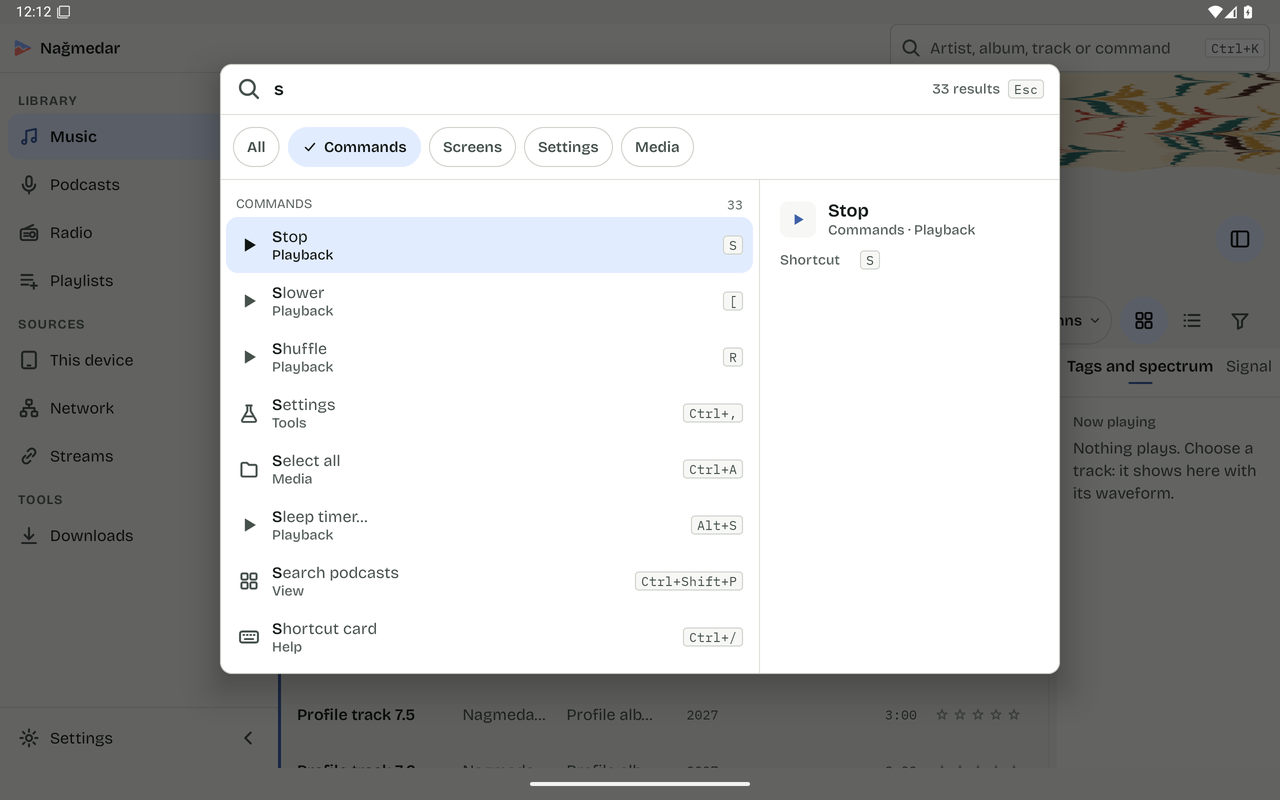 12:12
Nağmedar
Artist, album, track or command
Ctrl+K
s
33 results
Esc
All
Commands
Screens
Settings
Media
LIBRARY
Music
Podcasts
Radio
Playlists
SOURCES
This device
Network
Streams
TOOLS
Downloads
Settings
COMMANDS
33
Stop
Playback
S
Slower
Playback
[
Shuffle
Playback
R
Settings
Tools
Ctrl+,
Select all
Media
Ctrl+A
Sleep timer...
Playback
Alt+S
Search podcasts
View
Ctrl+Shift+P
Shortcut card
Help
Ctrl+/
Stop
Commands · Playback
Shortcut
S
Tags and spectrum
Signal
Now playing
Nothing plays. Choose a
track: it shows here with
its waveform.
Profile track 7.5
Nagmeda...
Profile alb...
2027
3:00